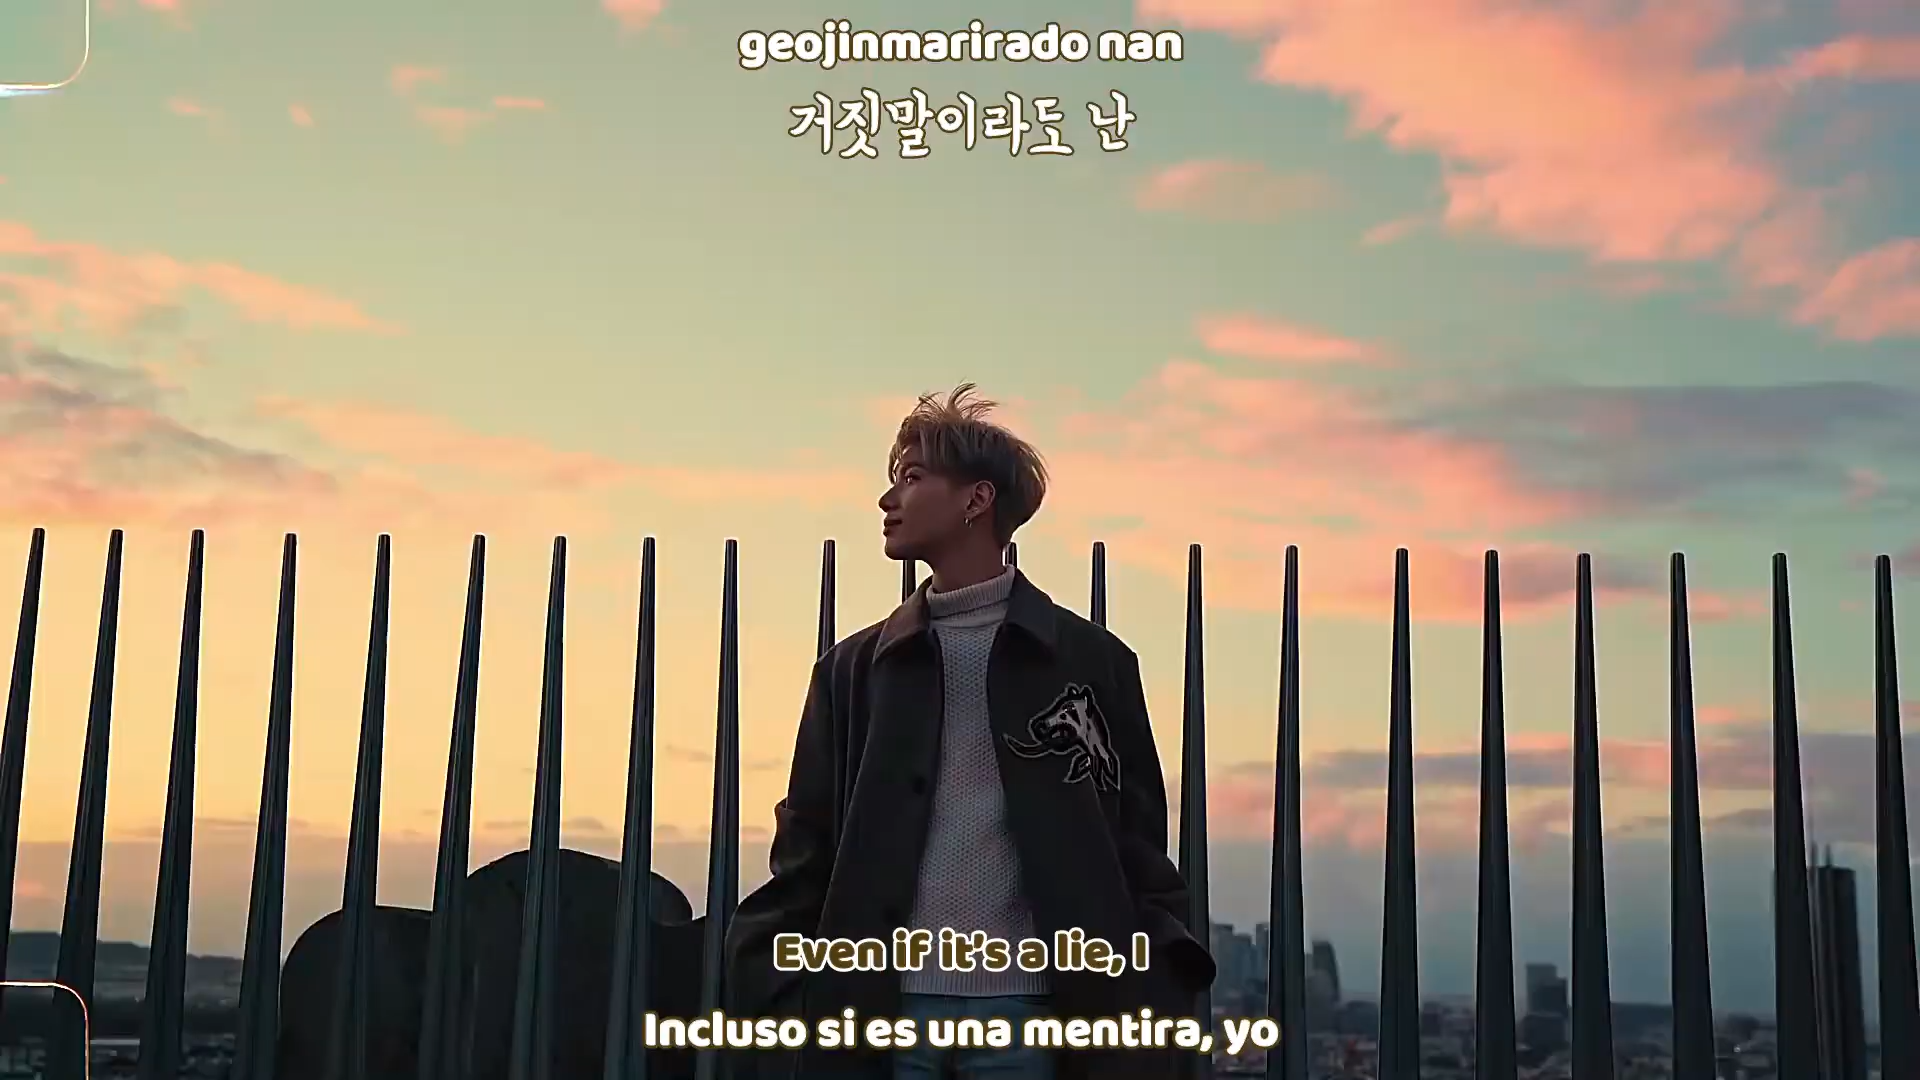 geojinmarirado nan
거짓말이라도 난
Even if it's a lie, I
Incluso si es una mentira, yo